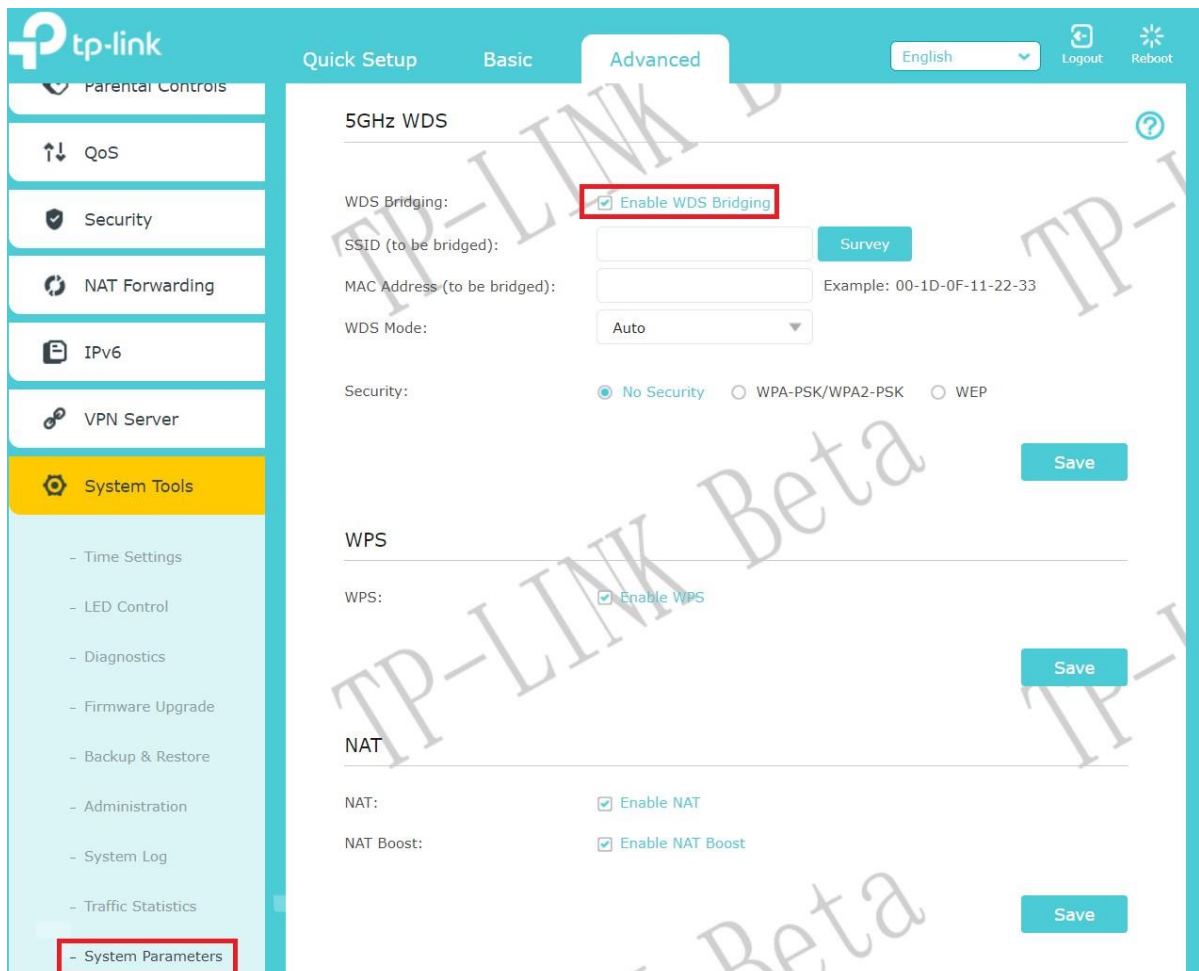 tp-link
Quick Setup Basic Advanced English Logout Reboot
Parental Controls
QoS
Security
NAT Forwarding
IPv6
VPN Server
System Tools
- Time Settings
- LED Control
- Diagnostics
- Firmware Upgrade
- Backup & Restore
- Administration
- System Log
- Traffic Statistics
- System Parameters
5GHz WDS
WDS Bridging: Enable WDS Bridging
SSID (to be bridged): Survey
MAC Address (to be bridged): Example: 00-1D-0F-11-22-33
WDS Mode: Auto
Security: No Security WPA-PSK/WPA2-PSK WEP
Save
WPS
WPS: Enable WPS
Save
NAT
NAT: Enable NAT
NAT Boost: Enable NAT Boost
Save
TP-LINK Beta
TP-LINK Beta